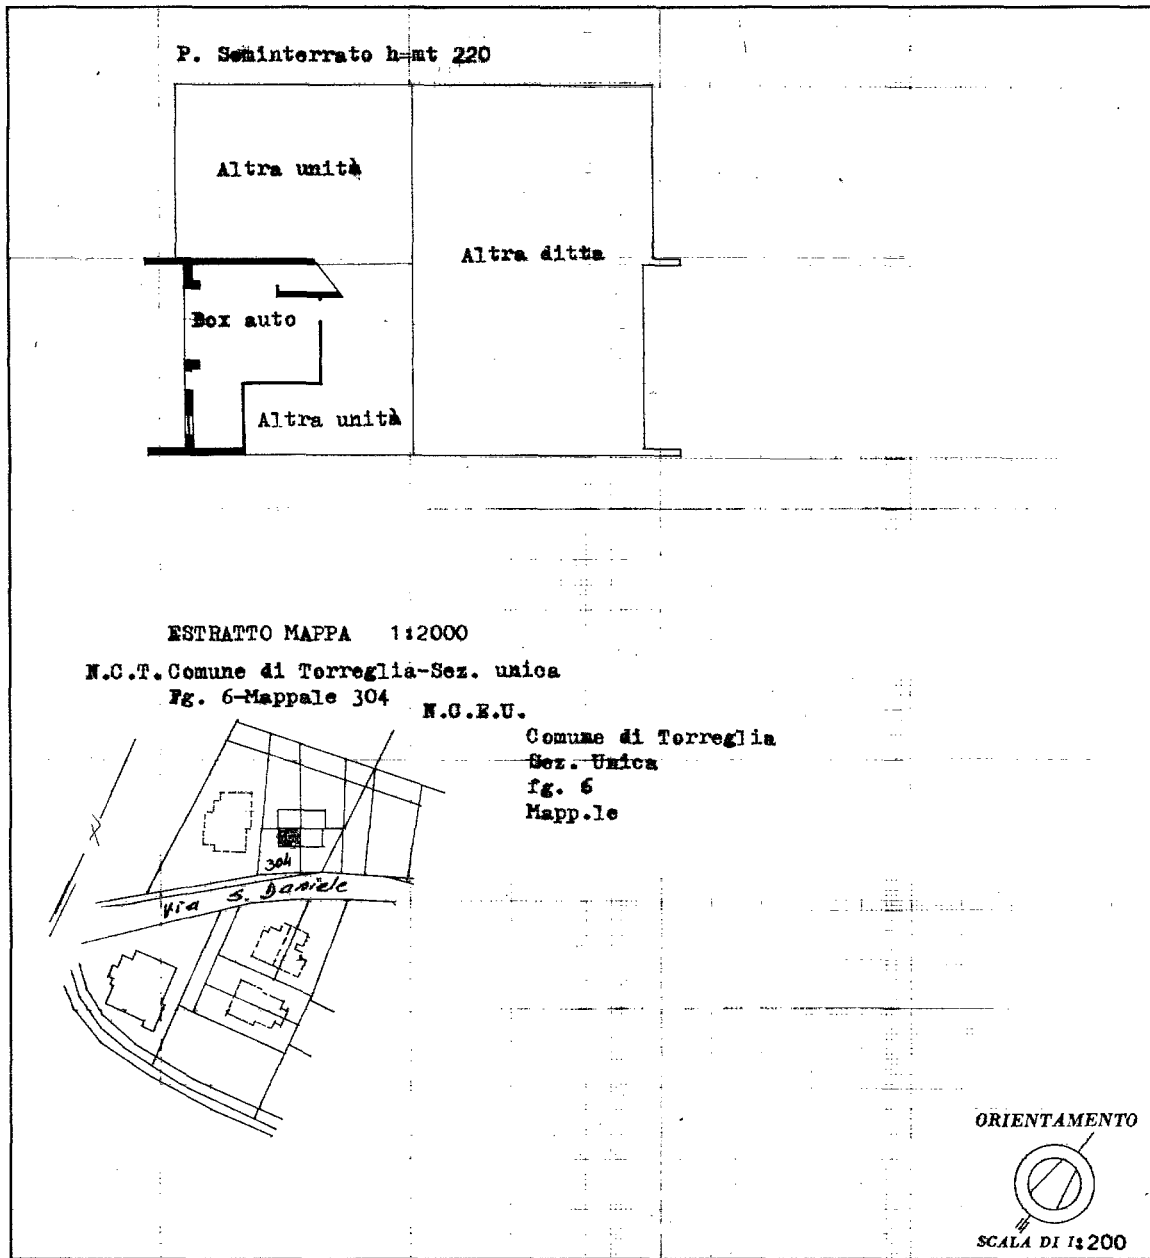 P. Seminterrato h=mt 220
Altra unità
Altra ditta
Box auto
Altra unità
ESTRATTO MAPPA 1:2000
N.C.T. Comune di Torreglia-Sez. unica
Fg. 6-Mappale 304
N.C.E.U.
Comune di Torreglia
Sez. Unica
fg. 6
Mapp.le
304
Via S. Daniele
ORIENTAMENTO
SCALA DI 1:200